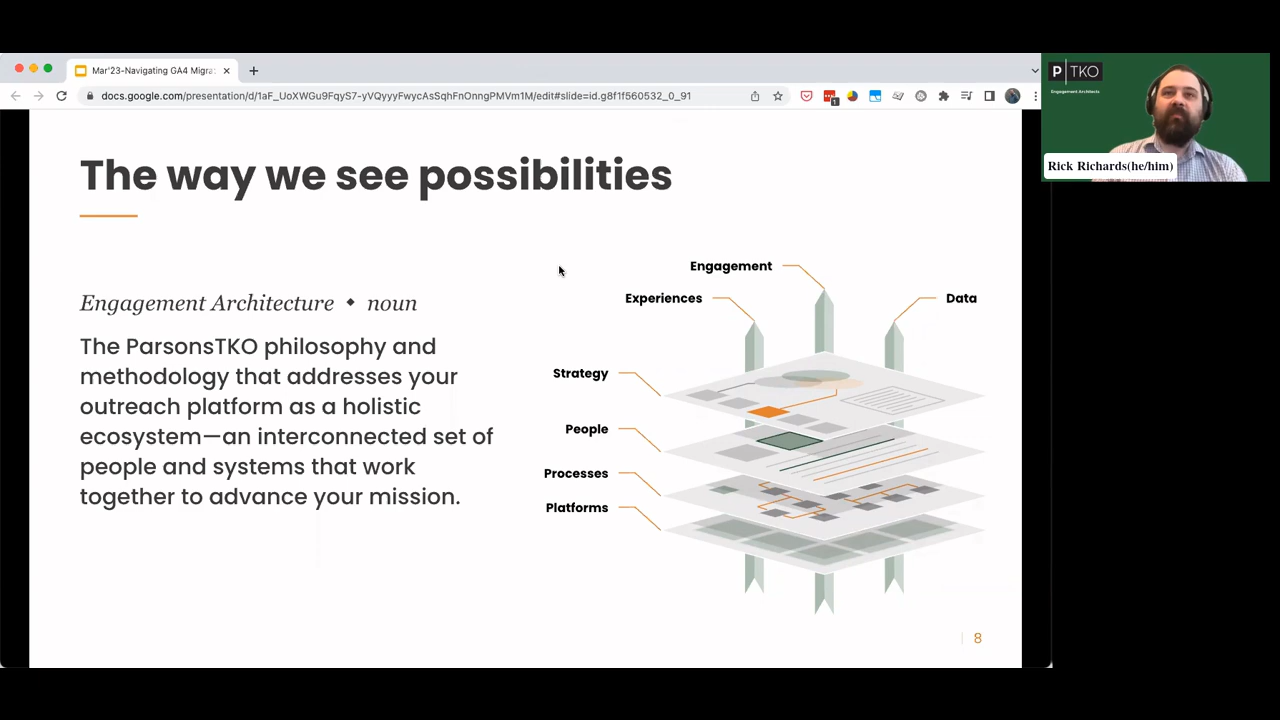 Mar'23-Navigating GA4 Migra
docs.google.com/presentation/d/1aF_UoXWGu9FqyS7-VOvyvFwycAsSqhFnOnngPMVm1M/edit#slide=id.g8f1f560532_0_91
1
P TKO
Engagement Architects
Rick Richards(he/him)
The way we see possibilities
Engagement Architecture ◆ noun
The ParsonsTKO philosophy and
methodology that addresses your
outreach platform as a holistic
ecosystem—an interconnected set of
people and systems that work
together to advance your mission.
Engagement
Experiences
Data
Strategy
People
Processes
Platforms
8